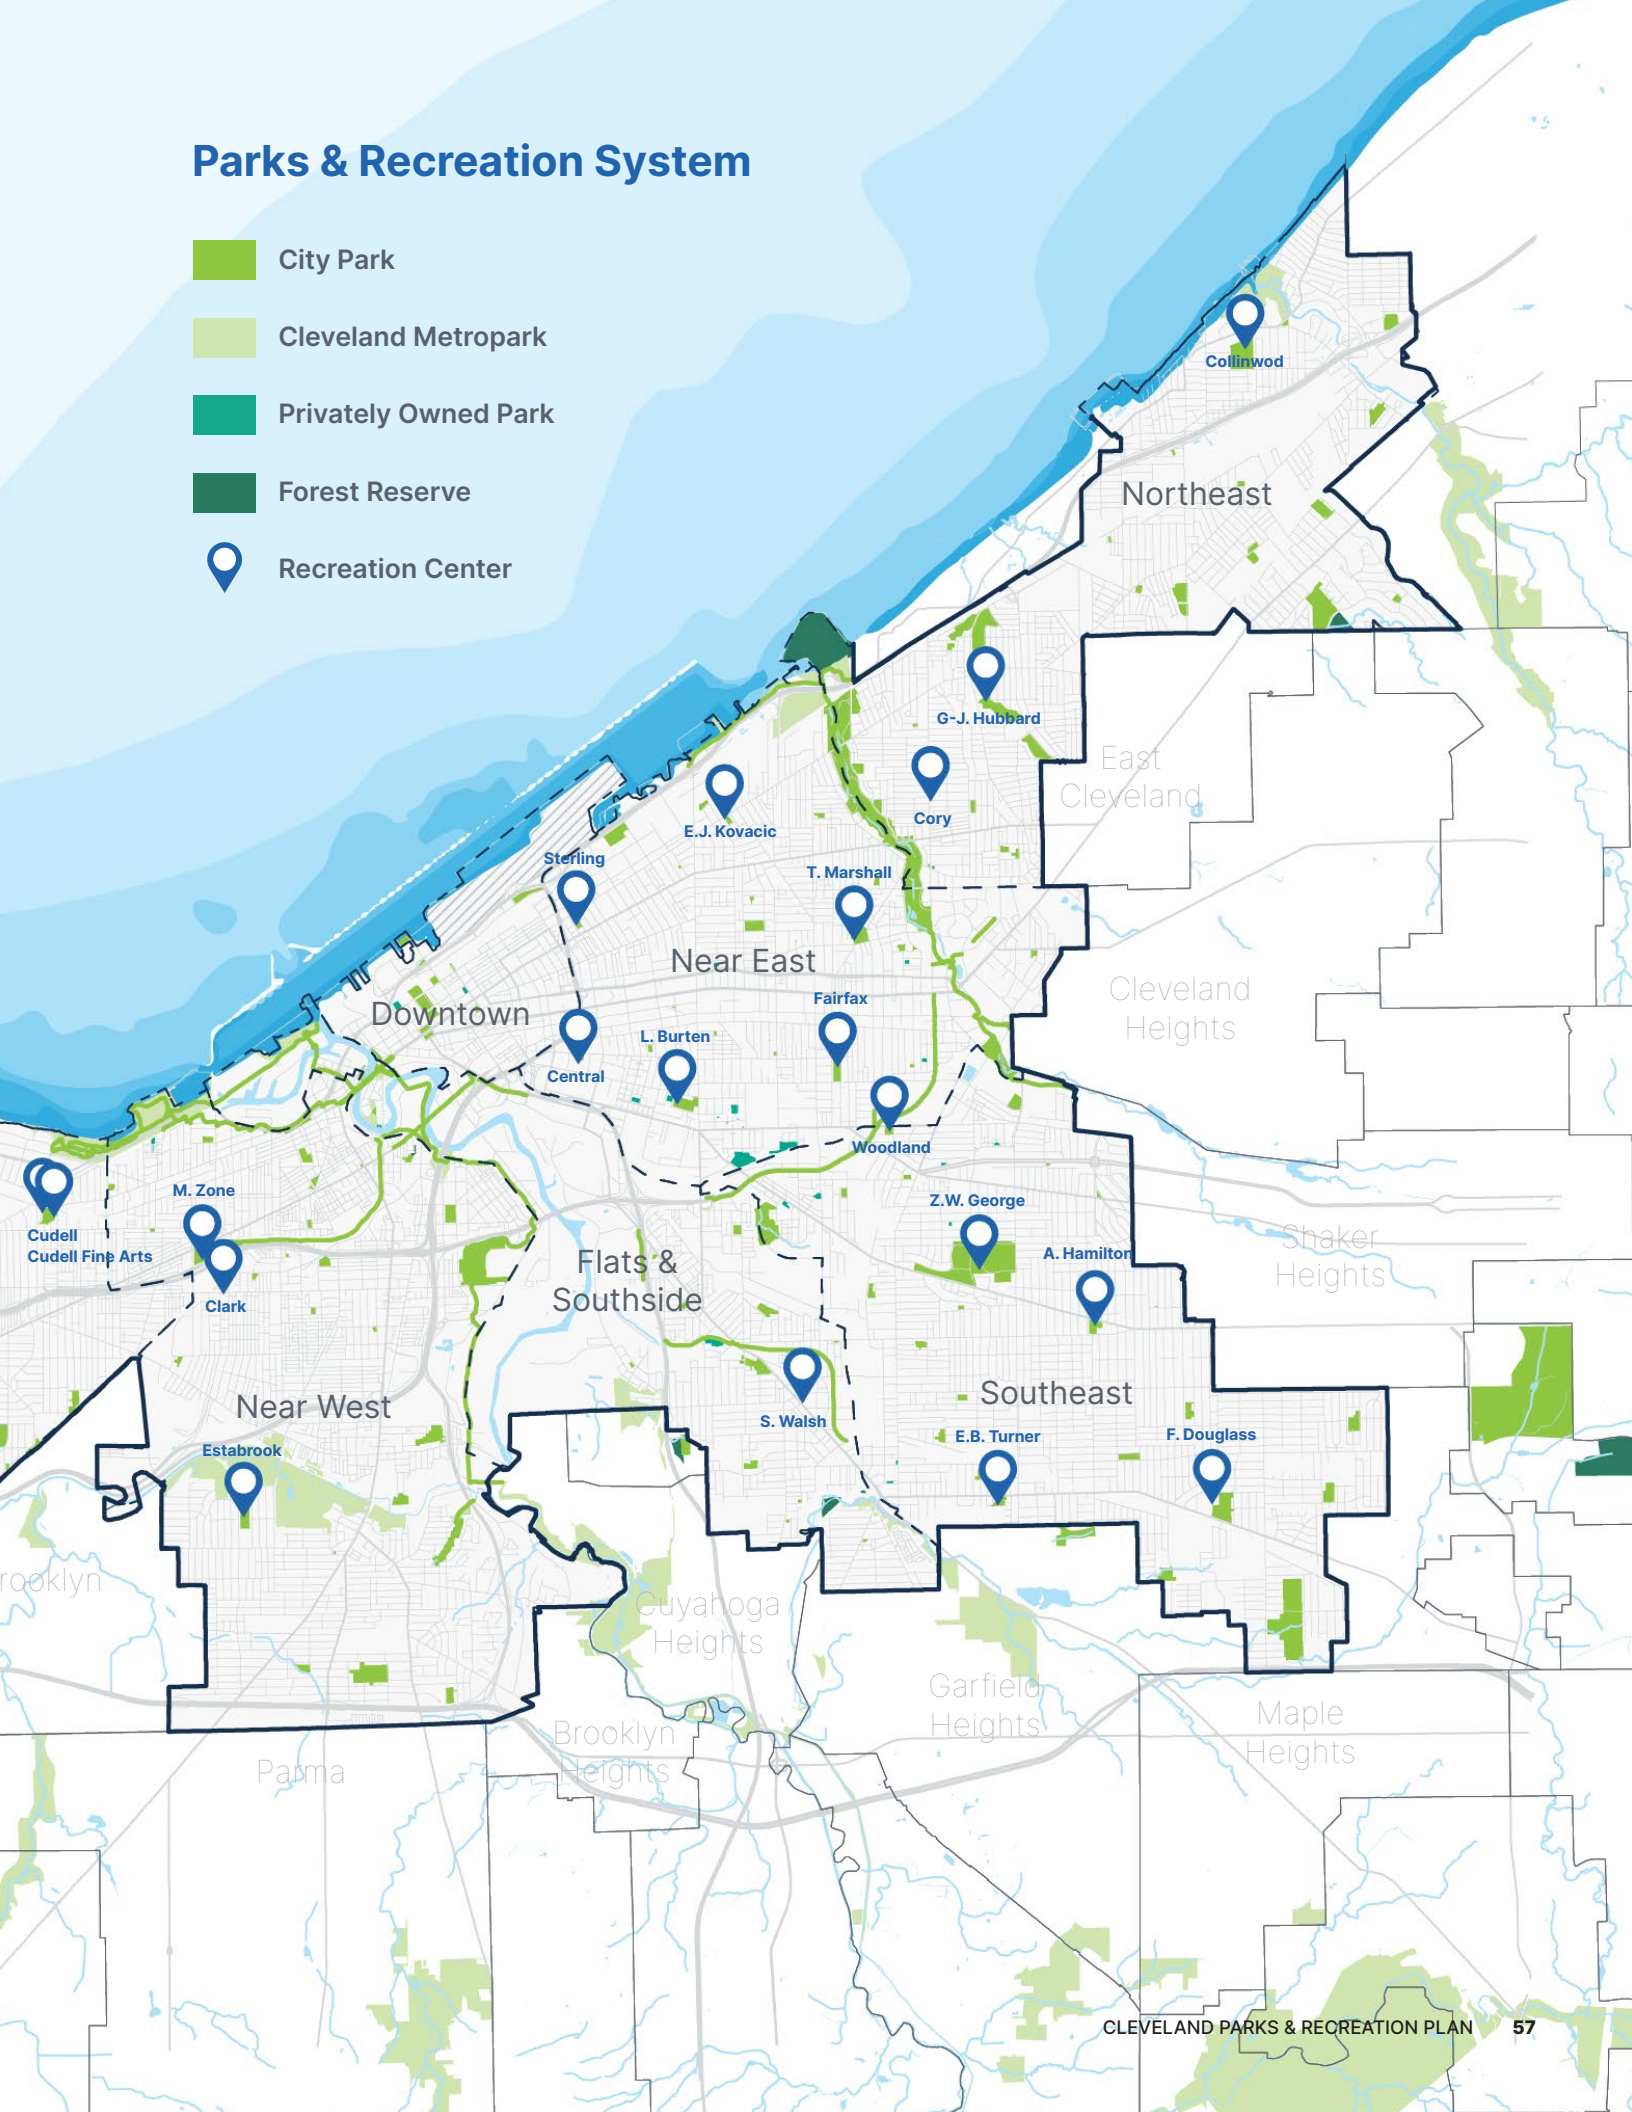 Parks & Recreation System
City Park
Cleveland Metropark
Privately Owned Park
Forest Reserve
Recreation Center
Collinwod
Northeast
G-J. Hubbard
East
Cleveland
Cory
E.J. Kovacic
Sterling
T. Marshall
Near East
Cleveland
Heights
Downtown
Fairfax
L. Burten
Central
Woodland
M. Zone
Z.W. George
Cudell
Cudell Fine Arts
A. Hamilton
Shaker
Heights
Flats &
Southside
Clark
Near West
Southeast
S. Walsh
Estabrook
E.B. Turner
F. Douglass
rooklyn
Cuyahoga
Heights
Garfield
Heights
Maple
Heights
Brooklyn
Heights
Parma
CLEVELAND PARKS & RECREATION PLAN 57